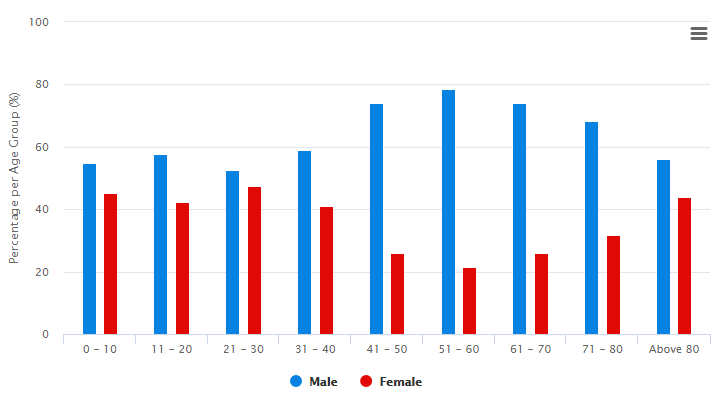 Percentage per Age Group (%)
100
80
60
40
20
0
0 – 10
11 – 20
21 – 30
31 – 40
41 – 50
51 – 60
61 – 70
71 – 80
Above 80
Male
Female